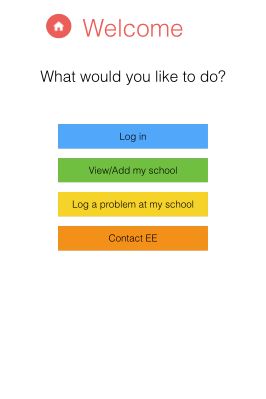 Welcome
What would you like to do?
Log in
View/Add my school
Log a problem at my school
Contact EE